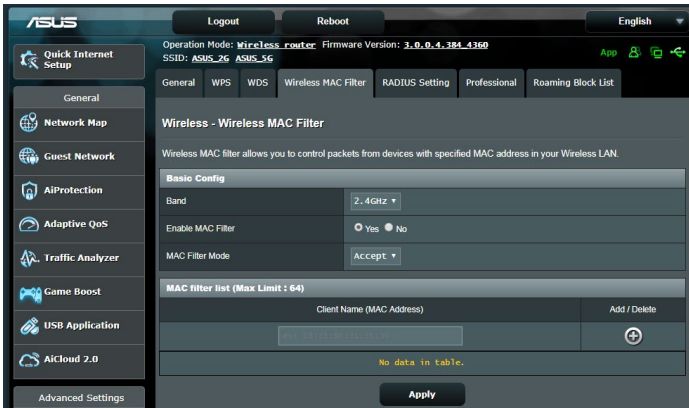 ASUS Logout Reboot English
Operation Mode: Wireless router Firmware Version: 3.0.0.4.384_4360
SSID: ASUS_2G ASUS_5G
App
Quick Internet
Setup
General WPS WDS Wireless MAC Filter RADIUS Setting Professional Roaming Block List
General
Network Map
Guest Network
AiProtection
Adaptive QoS
Traffic Analyzer
Game Boost
USB Application
AiCloud 2.0
Advanced Settings
Wireless - Wireless MAC Filter
Wireless MAC filter allows you to control packets from devices with specified MAC address in your Wireless LAN.
Basic Config
Band 2.4GHz
Enable MAC Filter Yes No
MAC Filter Mode Accept
MAC filter list (Max Limit : 64)
Client Name (MAC Address) Add / Delete
No data in table.
Apply